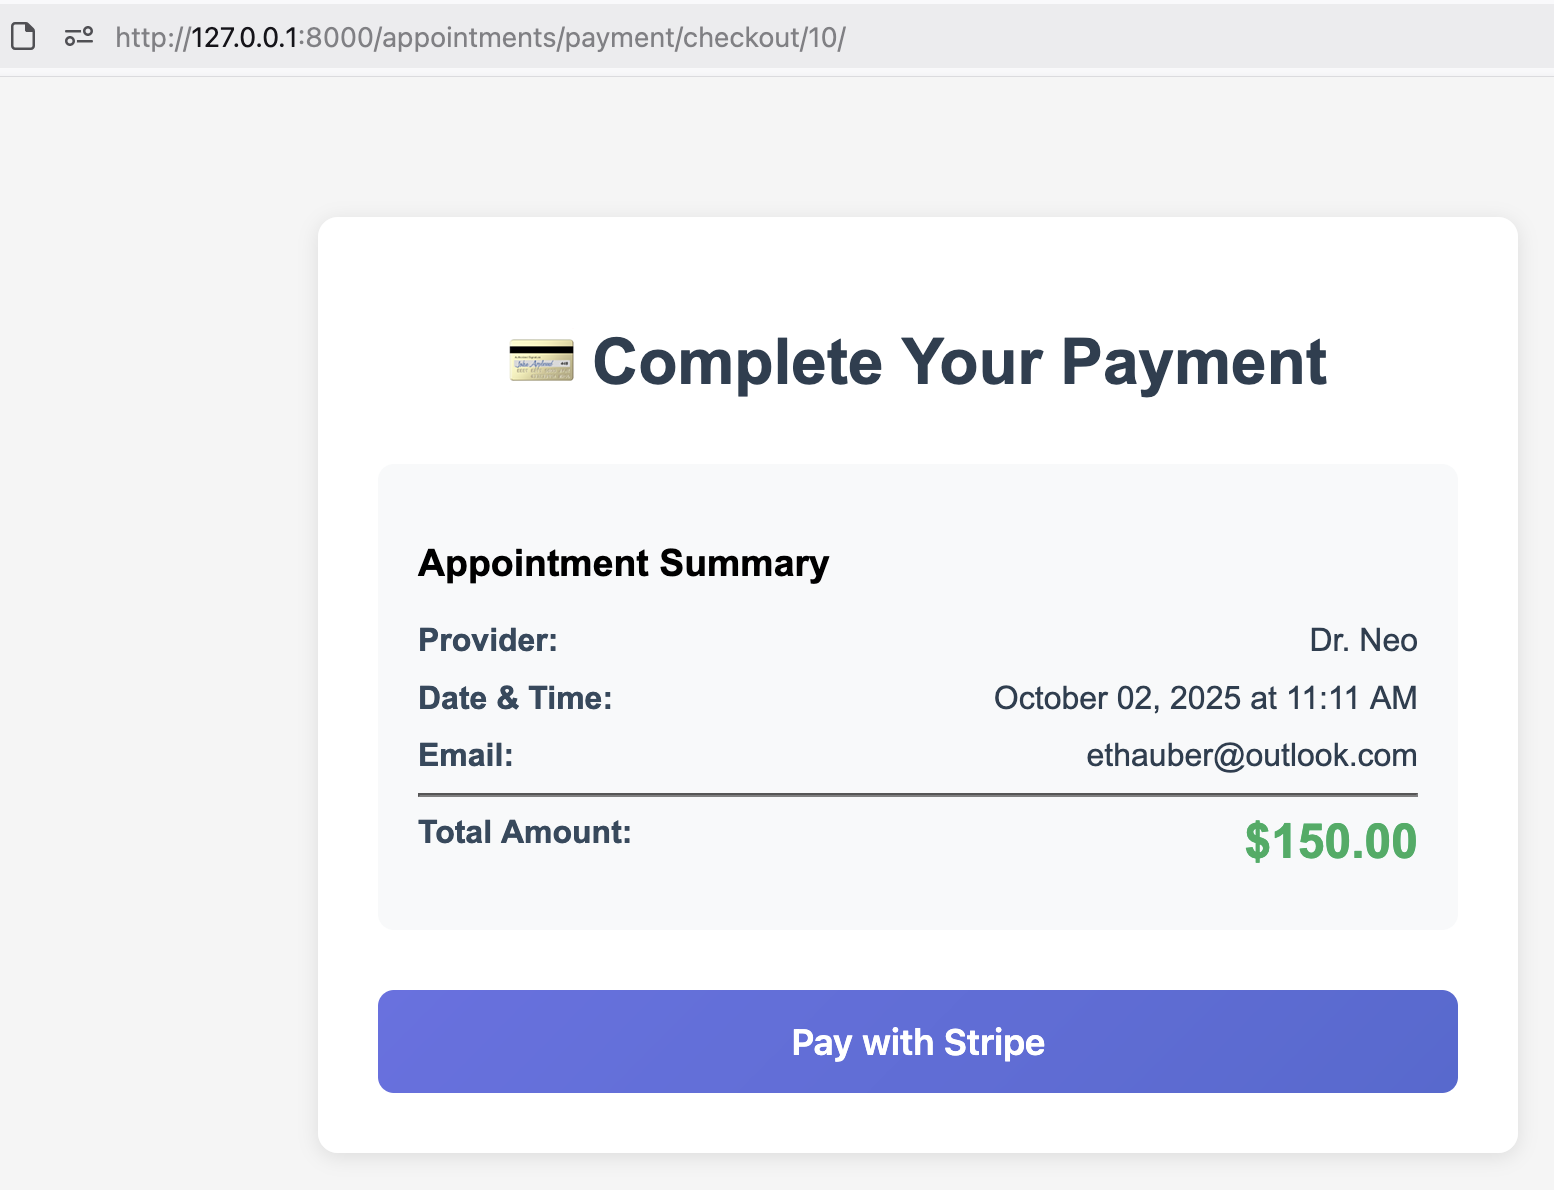 http://127.0.0.1:8000/appointments/payment/checkout/10/
💳 Complete Your Payment
Appointment Summary
Provider: Dr. Neo
Date & Time: October 02, 2025 at 11:11 AM
Email: ethauber@outlook.com
Total Amount: $150.00
Pay with Stripe